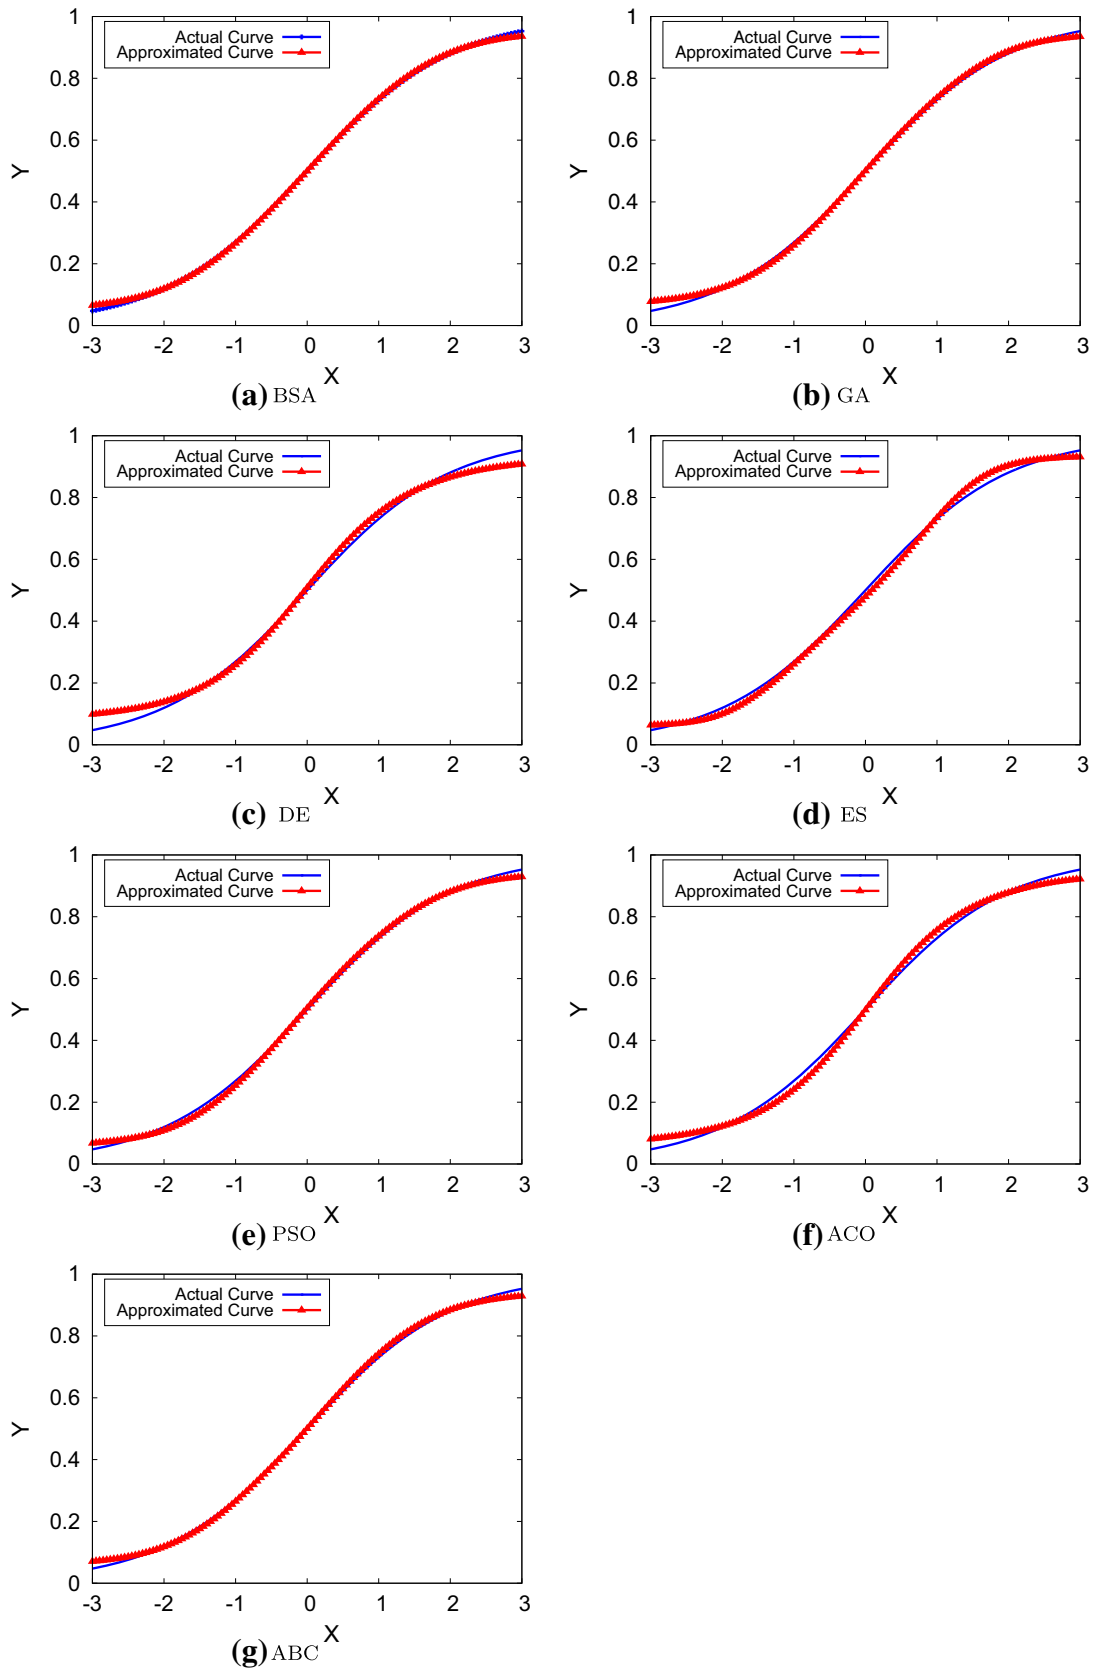 Actual Curve
Approximated Curve
1
0.8
0.6
0.4
0.2
0
Y
-3 -2 -1 0 1 2 3
X
(a) BSA
Actual Curve
Approximated Curve
1
0.8
0.6
0.4
0.2
0
Y
-3 -2 -1 0 1 2 3
X
(b) GA
Actual Curve
Approximated Curve
1
0.8
0.6
0.4
0.2
0
Y
-3 -2 -1 0 1 2 3
X
(c) DE
Actual Curve
Approximated Curve
1
0.8
0.6
0.4
0.2
0
Y
-3 -2 -1 0 1 2 3
X
(d) ES
Actual Curve
Approximated Curve
1
0.8
0.6
0.4
0.2
0
Y
-3 -2 -1 0 1 2 3
X
(e) PSO
Actual Curve
Approximated Curve
1
0.8
0.6
0.4
0.2
0
Y
-3 -2 -1 0 1 2 3
X
(f) ACO
Actual Curve
Approximated Curve
1
0.8
0.6
0.4
0.2
0
Y
-3 -2 -1 0 1 2 3
X
(g) ABC